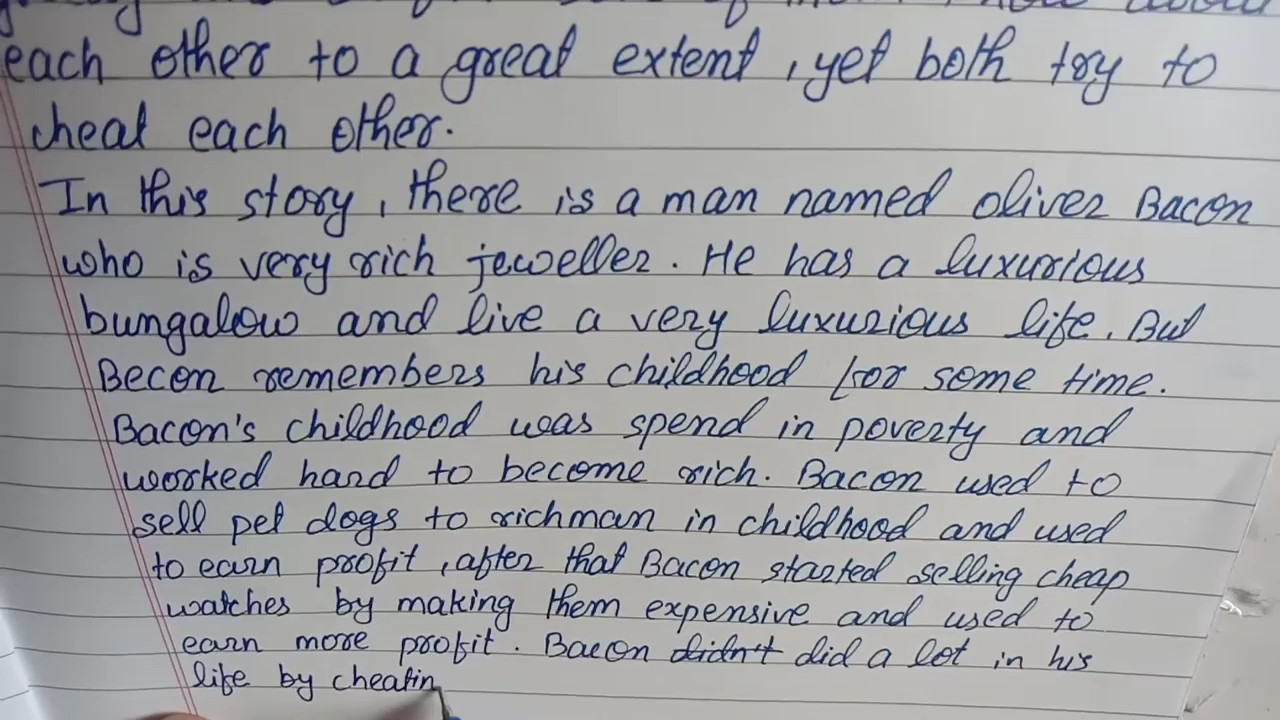 each other to a great extent, yet both try to
cheat each other.
In this story, there is a man named oliver Bacon
who is very rich jeweller. He has a luxurious
bungalow and live a very luxurious life. But
Becon remembers his childhood for some time.
Bacon's childhood was spend in poverty and
worked hard to become rich. Bacon used to
sell pet dogs to richman in childhood and used
to earn profit, after that Bacon started selling cheap
watches by making them expensive and used to
earn more profit. Bacon didn't did a lot in his
life by cheatin